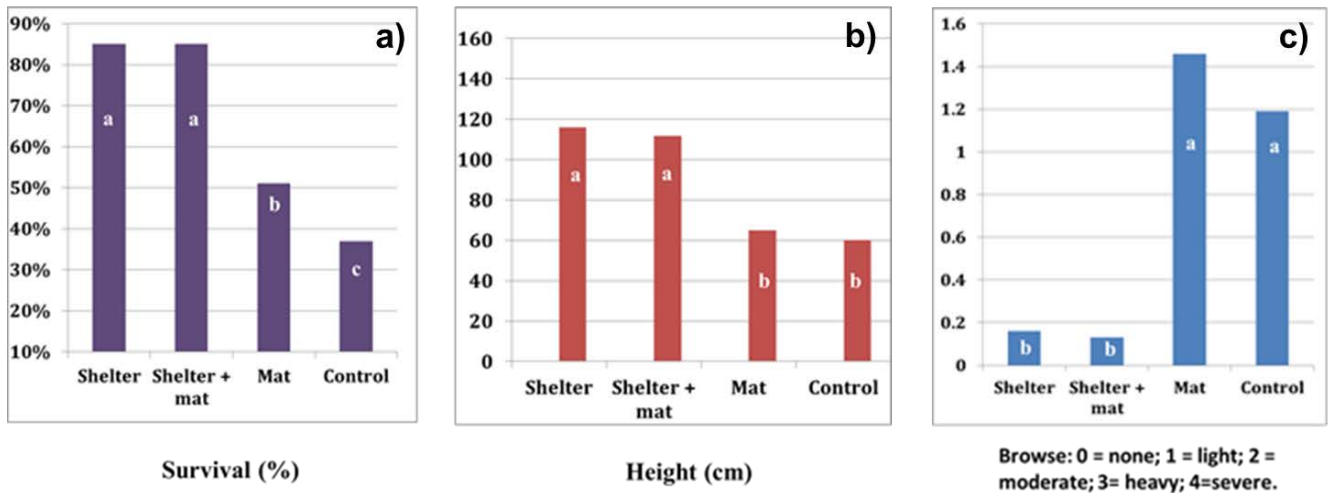 a)
90%
80%
70%
60%
50%
40%
30%
20%
10%
a
a
b
c
Shelter
Shelter +
mat
Mat
Control
Survival (%)
b)
160
140
120
100
80
60
40
20
0
a
a
b
b
Shelter
Shelter +
mat
Mat
Control
Height (cm)
c)
1.6
1.4
1.2
1
0.8
0.6
0.4
0.2
0
b
b
a
a
Shelter
Shelter +
mat
Mat
Control
Browse: 0 = none; 1 = light; 2 =
moderate; 3= heavy; 4=severe.